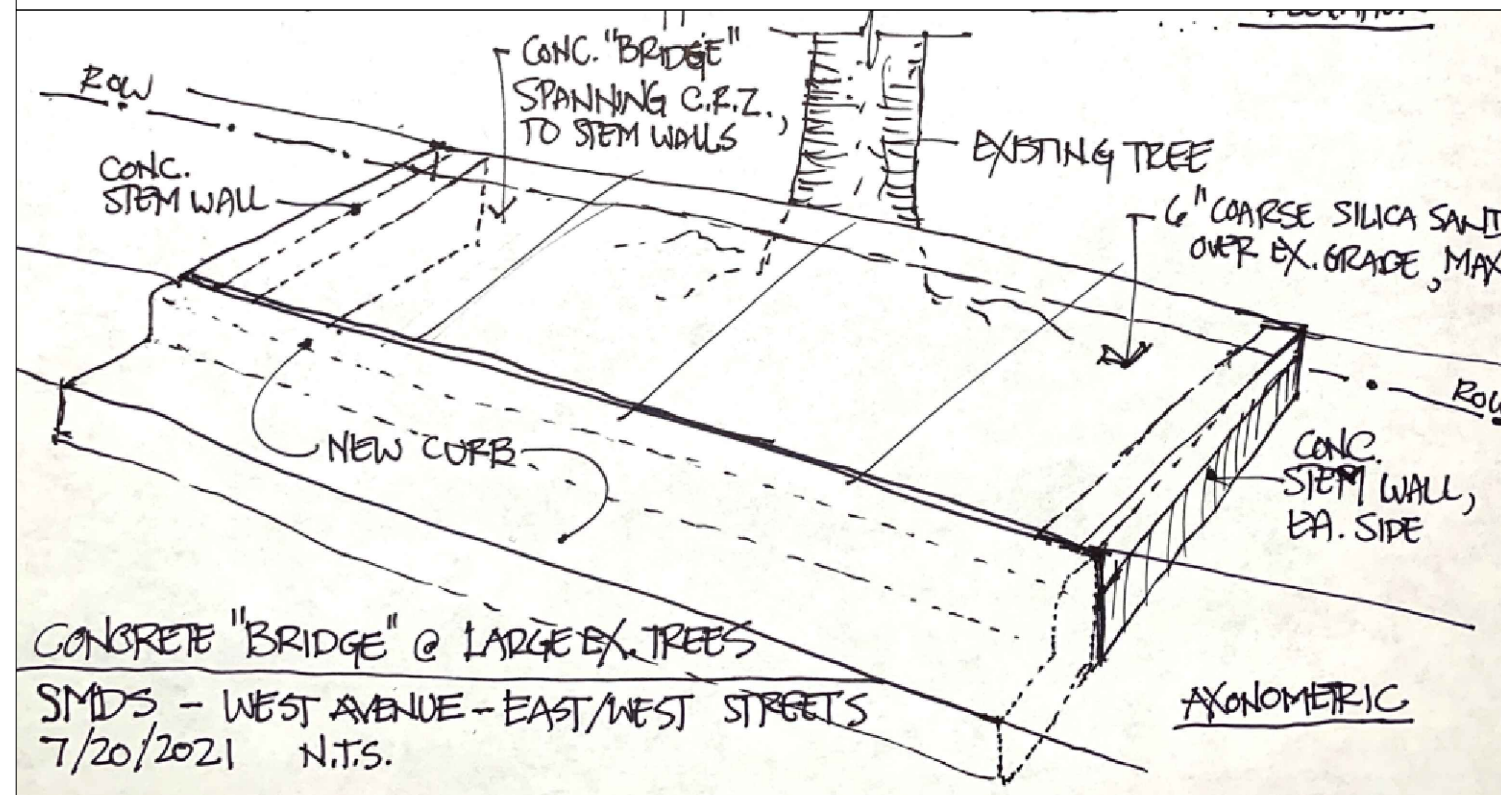 ROW
CONC. "BRIDGE"
SPANNING C.R.Z.,
TO STEM WALLS
CONC.
STEM WALL
EXISTING TREE
6" COARSE SILICA SAND
OVER EX. GRADE, MAX
ROW
NEW CURB
CONC.
STEM WALL,
EA. SIDE
CONCRETE "BRIDGE" @ LARGE EX. TREES
SMDS - WEST AVENUE - EAST/WEST STREETS
7/20/2021 N.T.S.
AXONOMETRIC